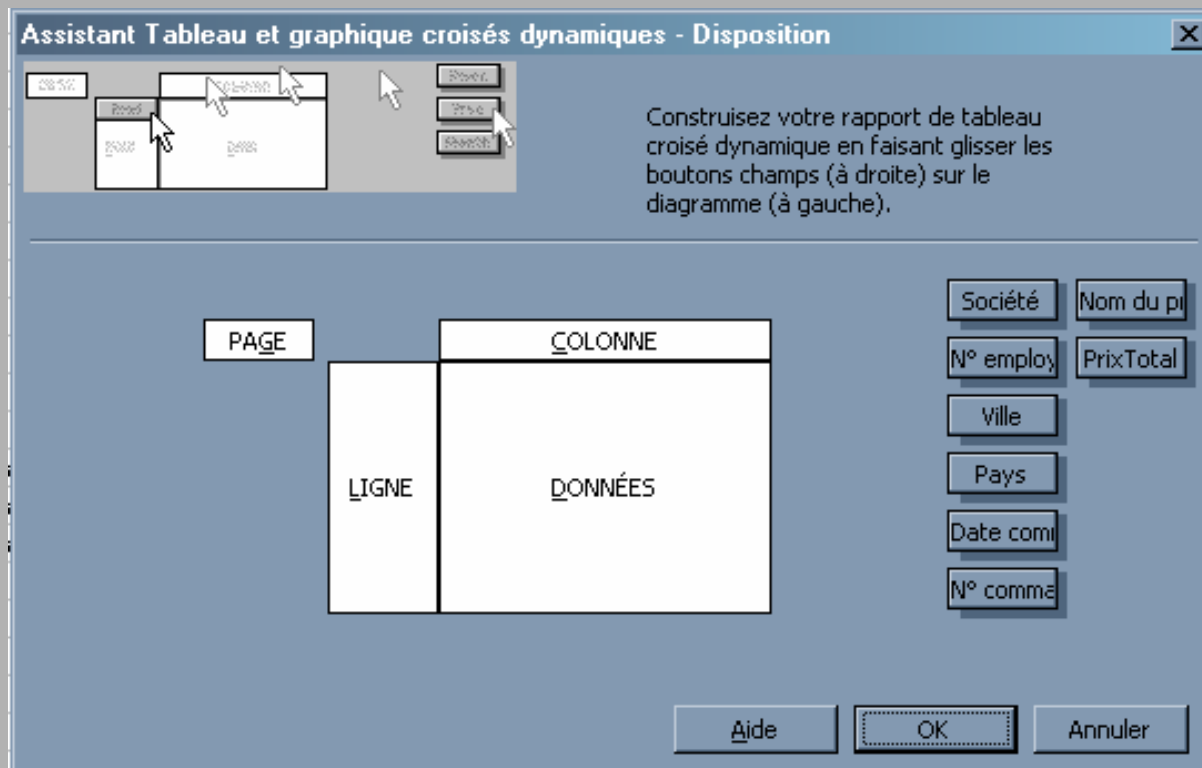 Assistant Tableau et graphique croisés dynamiques - Disposition
Construisez votre rapport de tableau
croisé dynamique en faisant glisser les
boutons champs (à droite) sur le
diagramme (à gauche).
PAGE
COLONNE
LIGNE
DONNÉES
Société
Nom du pr
N° employ
PrixTotal
Ville
Pays
Date com
N° comma
Aide
OK
Annuler